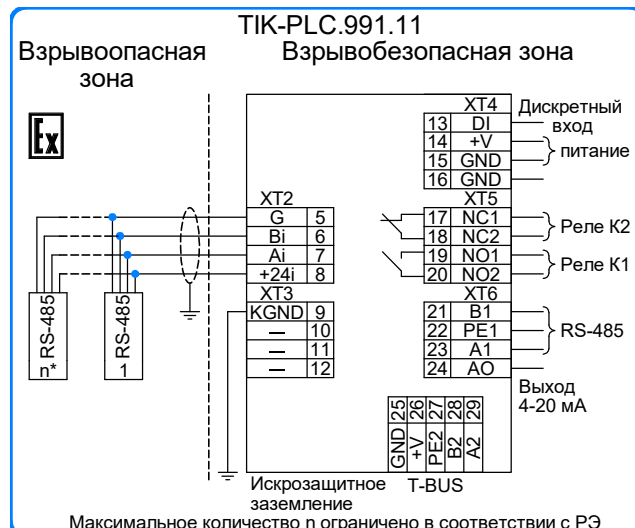 TIK-PLC.991.11
Взрывоопасная зона
Взрывобезопасная зона
Ex
XT4
13 DI
14 +V
15 GND
16 GND
Дискретный вход
питание
XT2
G 5
Bi 6
Ai 7
+24i 8
XT5
17 NC1
18 NC2
19 NO1
20 NO2
Реле К2
Реле К1
XT3
KGND 9
— 10
— 11
— 12
XT6
21 B1
22 PE1
23 A1
24 AO
RS-485
Выход
4-20 мА
RS-485 n*
RS-485 1
GND 25
+V 26
PE2 27
B2 28
A2 29
T-BUS
Искрозащитное
заземление
Максимальное количество n ограничено в соответствии с РЭ